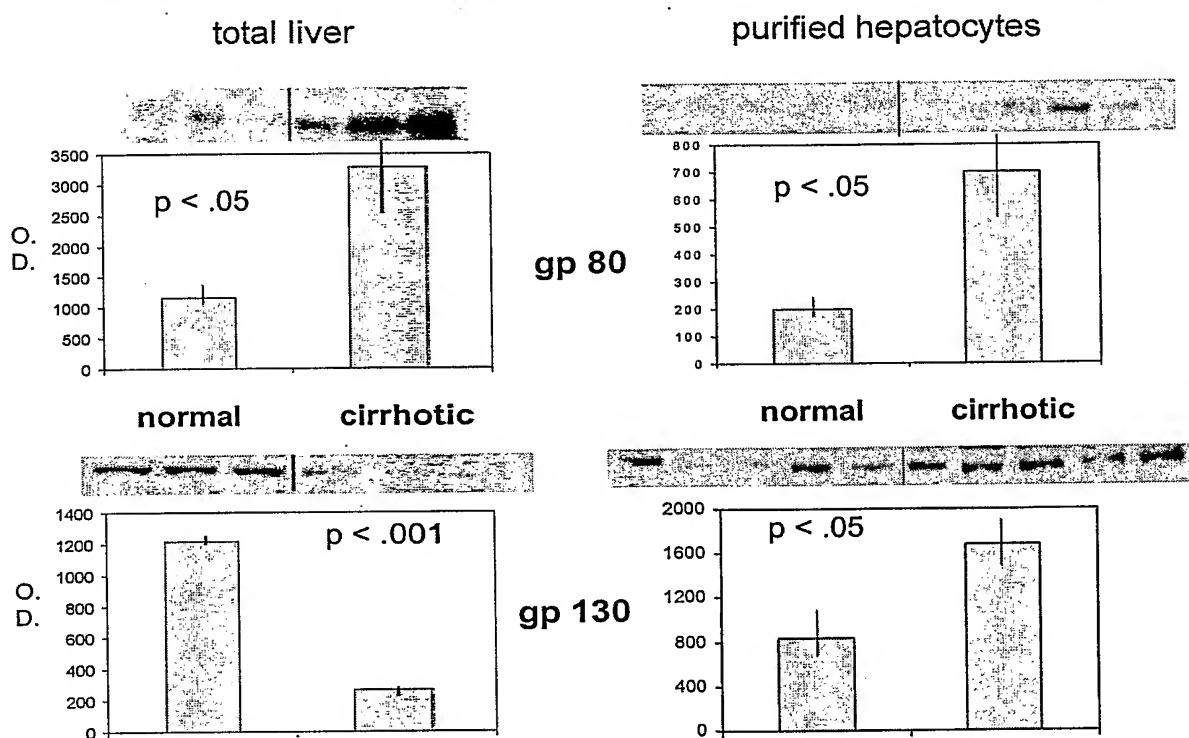 total liver
purified hepatocytes
3500
3000
2500
2000
1500
1000
500
0
O.
D.
p < .05
gp 80
800
700
600
500
400
300
200
100
0
p < .05
normal
cirrhotic
normal
cirrhotic
1400
1200
1000
800
600
400
200
0
O.
D.
p < .001
gp 130
2000
1600
1200
800
400
0
p < .05